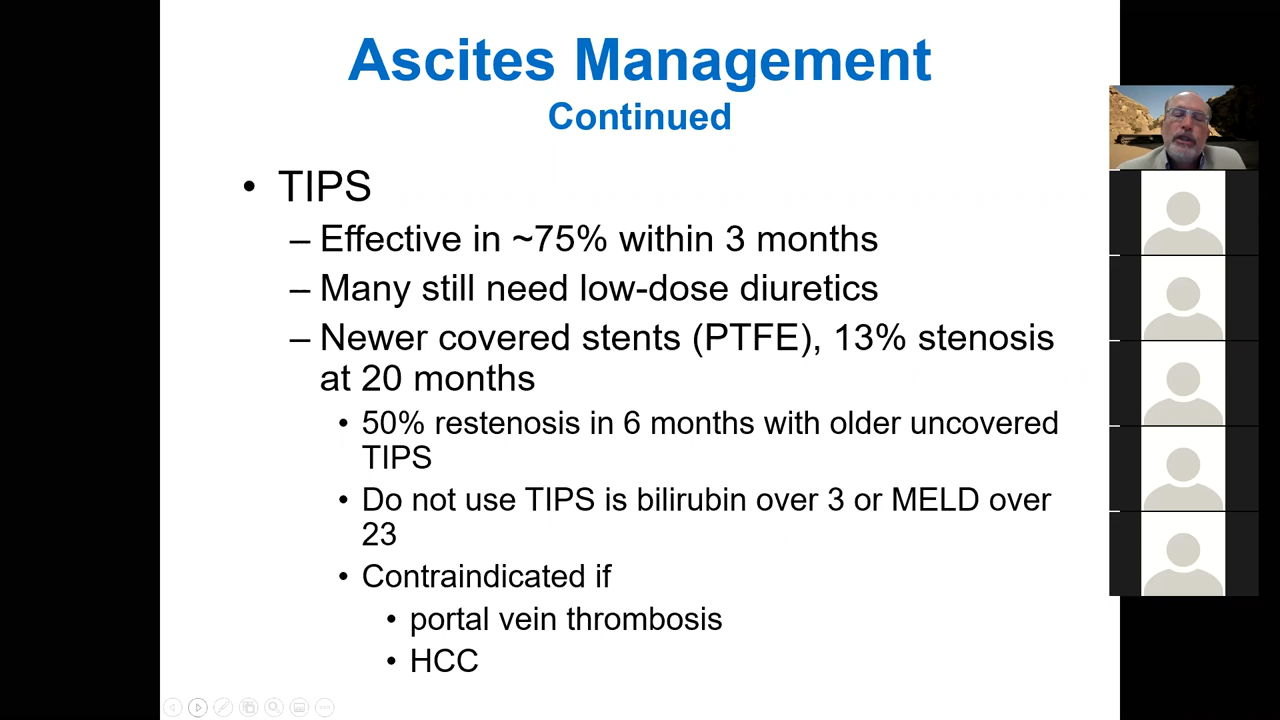 Ascites Management
Continued
• TIPS
– Effective in ~75% within 3 months
– Many still need low-dose diuretics
– Newer covered stents (PTFE), 13% stenosis
at 20 months
• 50% restenosis in 6 months with older uncovered
TIPS
• Do not use TIPS is bilirubin over 3 or MELD over
23
• Contraindicated if
• portal vein thrombosis
• HCC